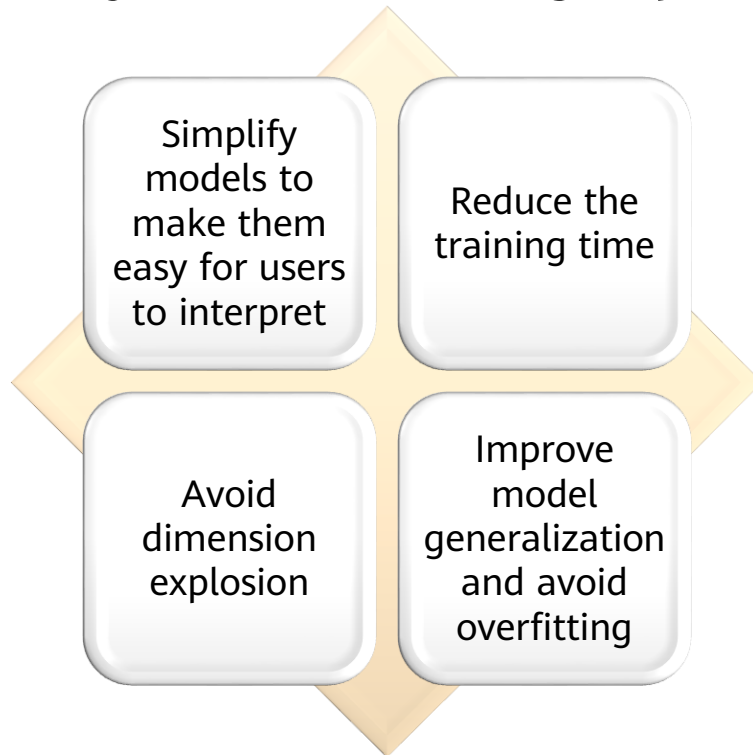 Simplify
models to
make them
easy for users
to interpret
Reduce the
training time
Avoid
dimension
explosion
Improve
model
generalization
and avoid
overfitting